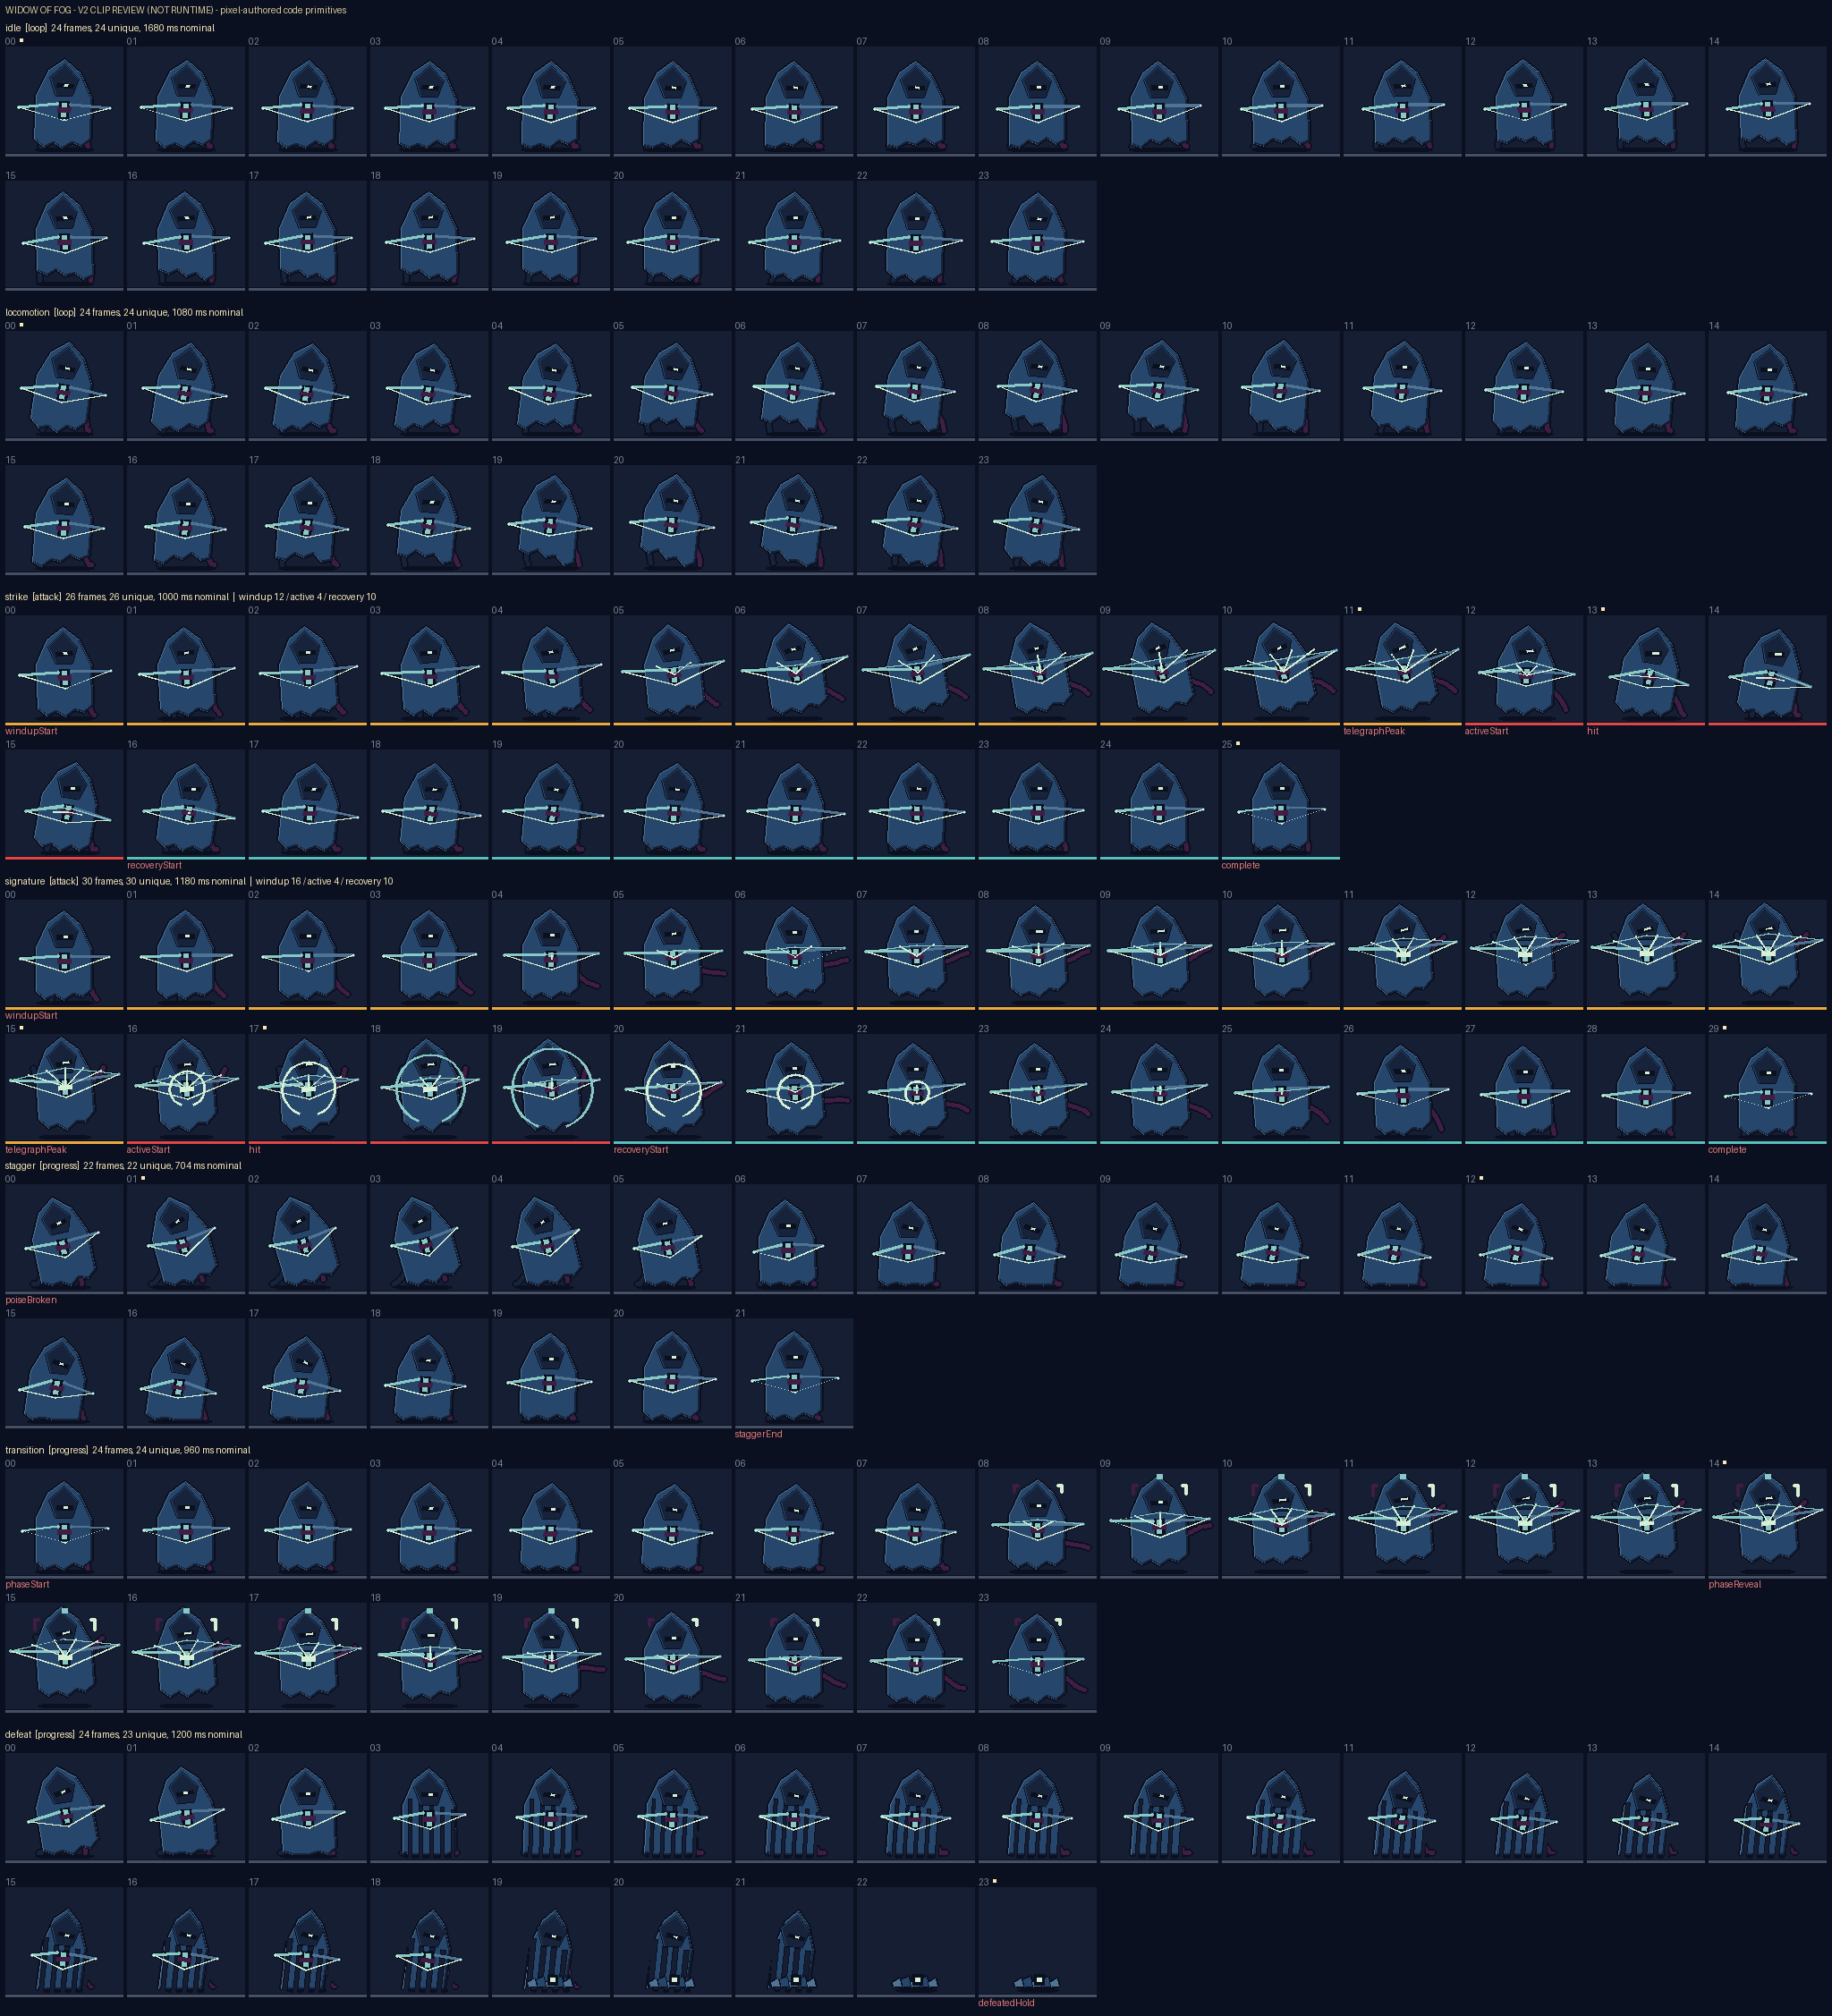 WIDOW OF FOG - V2 CLIP REVIEW (NOT RUNTIME) - pixel-authored code primitives
idle [loop] 24 frames, 24 unique, 1680 ms nominal
00 01 02 03 04 05 06 07 08 09 10 11 12 13 14
15 16 17 18 19 20 21 22 23
locomotion [loop] 24 frames, 24 unique, 1080 ms nominal
00 01 02 03 04 05 06 07 08 09 10 11 12 13 14
15 16 17 18 19 20 21 22 23
strike [attack] 26 frames, 26 unique, 1000 ms nominal | windup 12 / active 4 / recovery 10
00 01 02 03 04 05 06 07 08 09 10 11 12 13 14
windupStart telegraphPeak activeStart hit
15 16 17 18 19 20 21 22 23 24 25
recoveryStart complete
signature [attack] 30 frames, 30 unique, 1180 ms nominal | windup 16 / active 4 / recovery 10
00 01 02 03 04 05 06 07 08 09 10 11 12 13 14
windupStart
15 16 17 18 19 20 21 22 23 24 25 26 27 28 29
telegraphPeak activeStart hit recoveryStart complete
stagger [progress] 22 frames, 22 unique, 704 ms nominal
00 01 02 03 04 05 06 07 08 09 10 11 12 13 14
poiseBroken
15 16 17 18 19 20 21
staggerEnd
transition [progress] 24 frames, 24 unique, 960 ms nominal
00 01 02 03 04 05 06 07 08 09 10 11 12 13 14
phaseStart phaseReveal
15 16 17 18 19 20 21 22 23
defeat [progress] 24 frames, 23 unique, 1200 ms nominal
00 01 02 03 04 05 06 07 08 09 10 11 12 13 14
15 16 17 18 19 20 21 22 23
defeatedHold